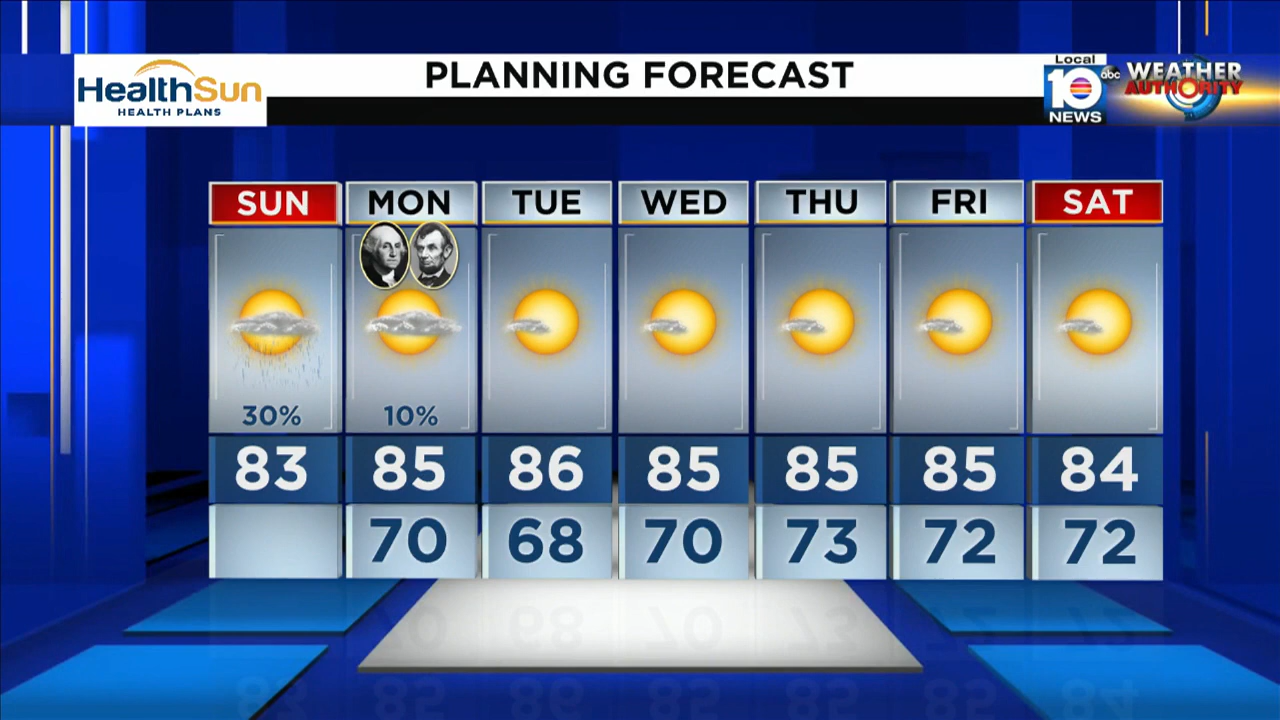 HealthSun
HEALTH PLANS
PLANNING FORECAST
Local
10
NEWS
abc
WEATHER
AUTHORITY
SUN MON TUE WED THU FRI SAT
30% 10%
83 85 86 85 85 85 84
70 68 70 73 72 72